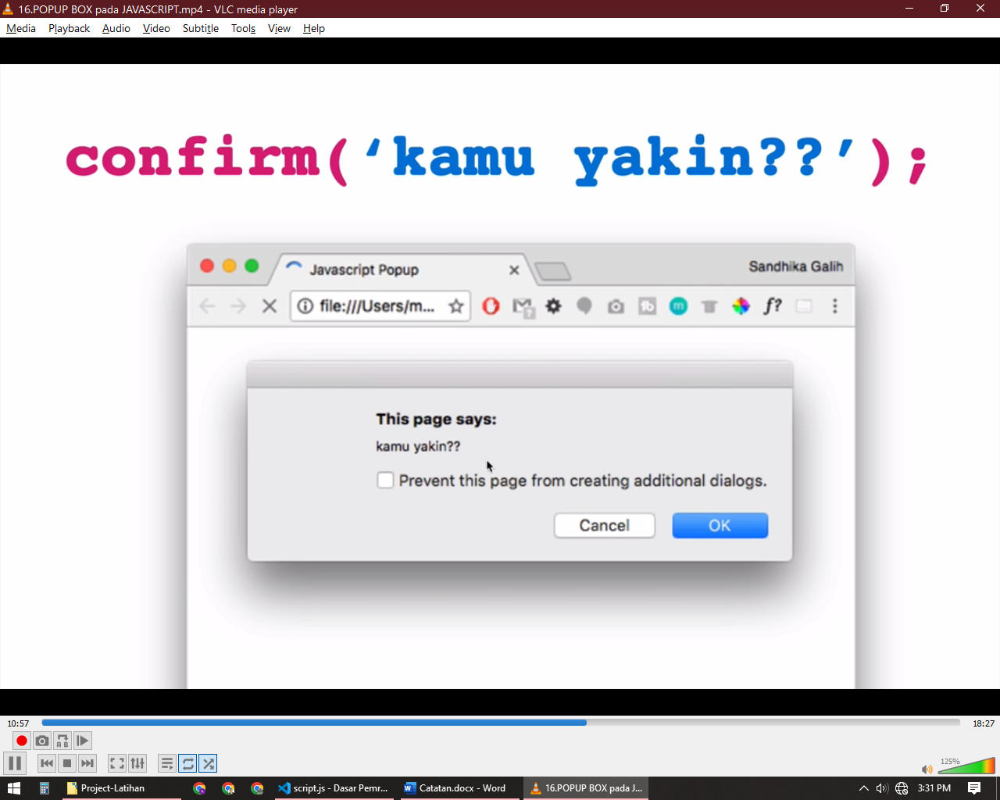 16.POPUP BOX pada JAVASCRIPT.mp4 - VLC media player
Media Playback Audio Video Subtitle Tools View Help
confirm(‘kamu yakin??’);
Javascript Popup
Sandhika Galih
file:///Users/m...
m
f?
This page says:
kamu yakin??
Prevent this page from creating additional dialogs.
Cancel OK
10:57 18:27
A B
125%
Project-Latihan
script.js - Dasar Pemr...
Catatan.docx - Word
16.POPUP BOX pada J...
3:31 PM